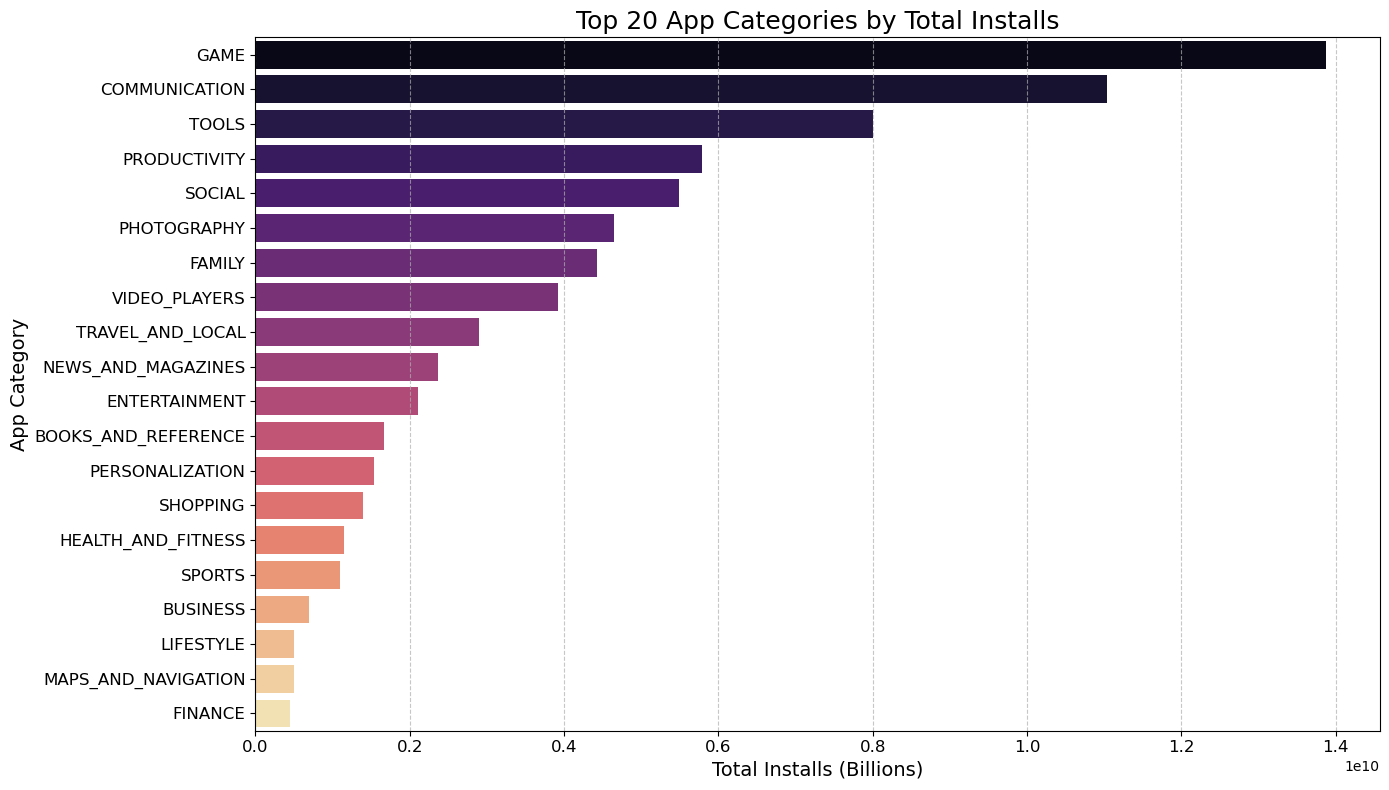 Top 20 App Categories by Total Installs
App Category
GAME
COMMUNICATION
TOOLS
PRODUCTIVITY
SOCIAL
PHOTOGRAPHY
FAMILY
VIDEO_PLAYERS
TRAVEL_AND_LOCAL
NEWS_AND_MAGAZINES
ENTERTAINMENT
BOOKS_AND_REFERENCE
PERSONALIZATION
SHOPPING
HEALTH_AND_FITNESS
SPORTS
BUSINESS
LIFESTYLE
MAPS_AND_NAVIGATION
FINANCE
0.0 0.2 0.4 0.6 0.8 1.0 1.2 1.4
1e10
Total Installs (Billions)